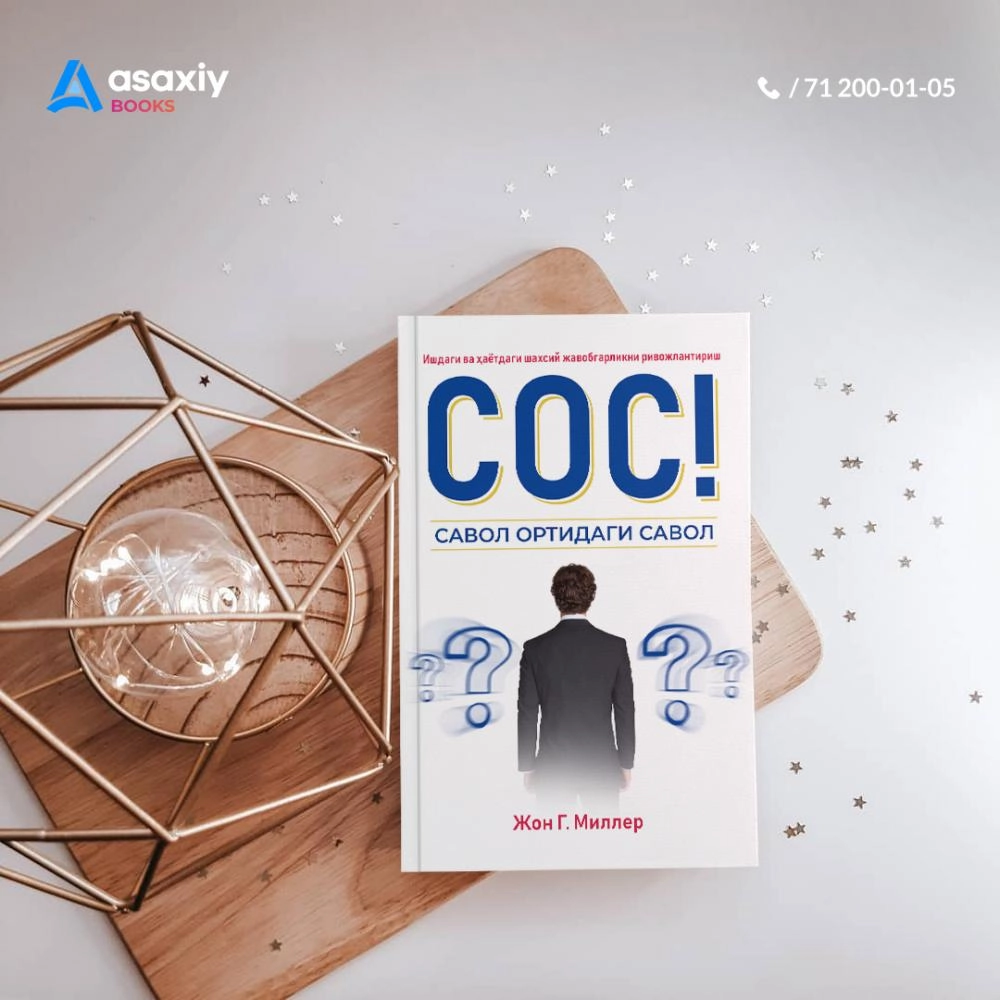 asaxiy
BOOKS
/ 71 200-01-05
Ишдаги ва ҳаётдаги шахсий жавобгарликни ривожлантириш
СОС!
САВОЛ ОРТИДАГИ САВОЛ
? ? ? ?
Жон Г. Миллер